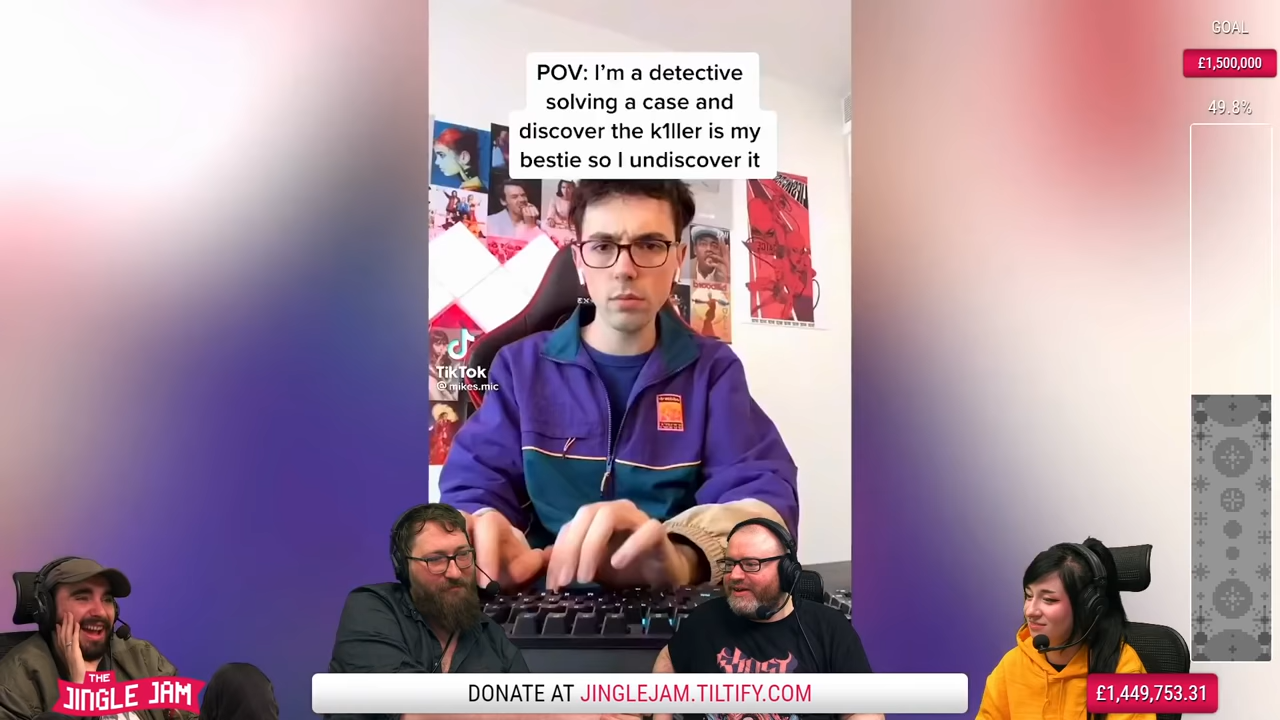 GOAL
£1,500,000
49.8%
POV: I'm a detective
solving a case and
discover the k1ller is my
bestie so I undiscover it
TikTok
@mikes.mic
THE
JINGLE JAM
DONATE AT JINGLEJAM.TILTIFY.COM
£1,449,753.31